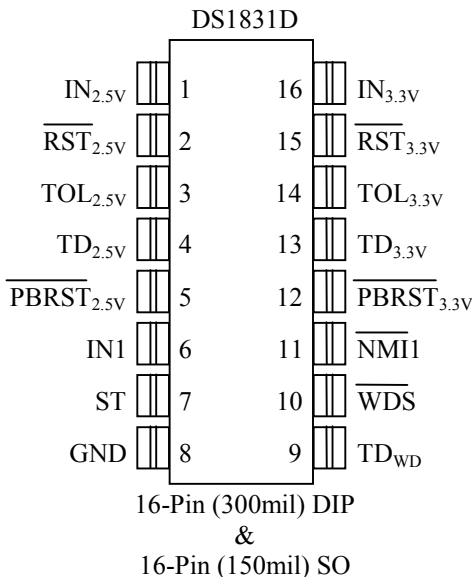 DS1831D
IN2.5V 1 16 IN3.3V
RST2.5V 2 15 RST3.3V
TOL2.5V 3 14 TOL3.3V
TD2.5V 4 13 TD3.3V
PBRST2.5V 5 12 PBRST3.3V
IN1 6 11 NMI1
ST 7 10 WDS
GND 8 9 TDWD
16-Pin (300mil) DIP
&
16-Pin (150mil) SO